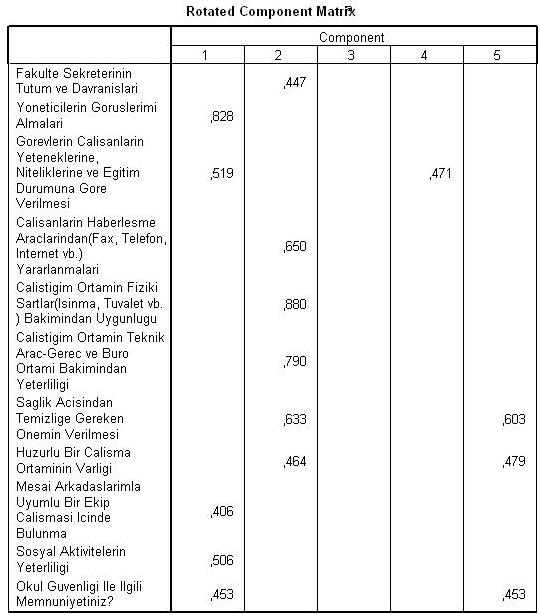 Rotated Component Matrix a
Component
1 2 3 4 5
Fakulte Sekreterinin
Tutum ve Davranislari ,447
Yoneticilerin Goruslerimi
Almalari ,828
Gorevlerin Calisanlarin
Yeteneklerine,
Niteliklerine ve Egitim ,519 ,471
Durumuna Gore
Verilmesi
Calisanlarin Haberlesme
Araclarindan(Fax, Telefon,
Internet vb.) ,650
Yararlanmalari
Calistigim Ortamin Fiziki
Sartlar(Isinma, Tuvalet vb. ,880
) Bakimindan Uygunlugu
Calistigim Ortamin Teknik
Arac-Gerec ve Buro
Ortami Bakimindan ,790
Yeterliligi
Saglik Acisindan
Temizlige Gereken ,633 ,603
Onemin Verilmesi
Huzurlu Bir Calisma
Ortaminin Varligi ,464 ,479
Mesai Arkadaslarimla
Uyumlu Bir Ekip
Calismasi Icinde ,406
Bulunma
Sosyal Aktivitelerin
Yeterliligi ,506
Okul Guvenligi Ile Ilgili
Memnuniyetiniz? ,453 ,453